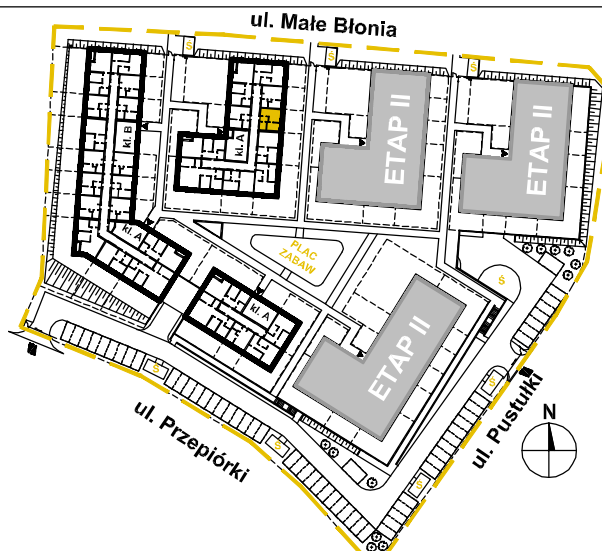 ul. Małe Błonia
Ś
Ś
Ś
kl. B
kl. A
ETAP II
ETAP II
kl. A
PLAC
ZABAW
Ś
kl. A
ETAP II
Ś
Ś
Ś
Ś
ul. Przepiórki
ul. Pustułki
N